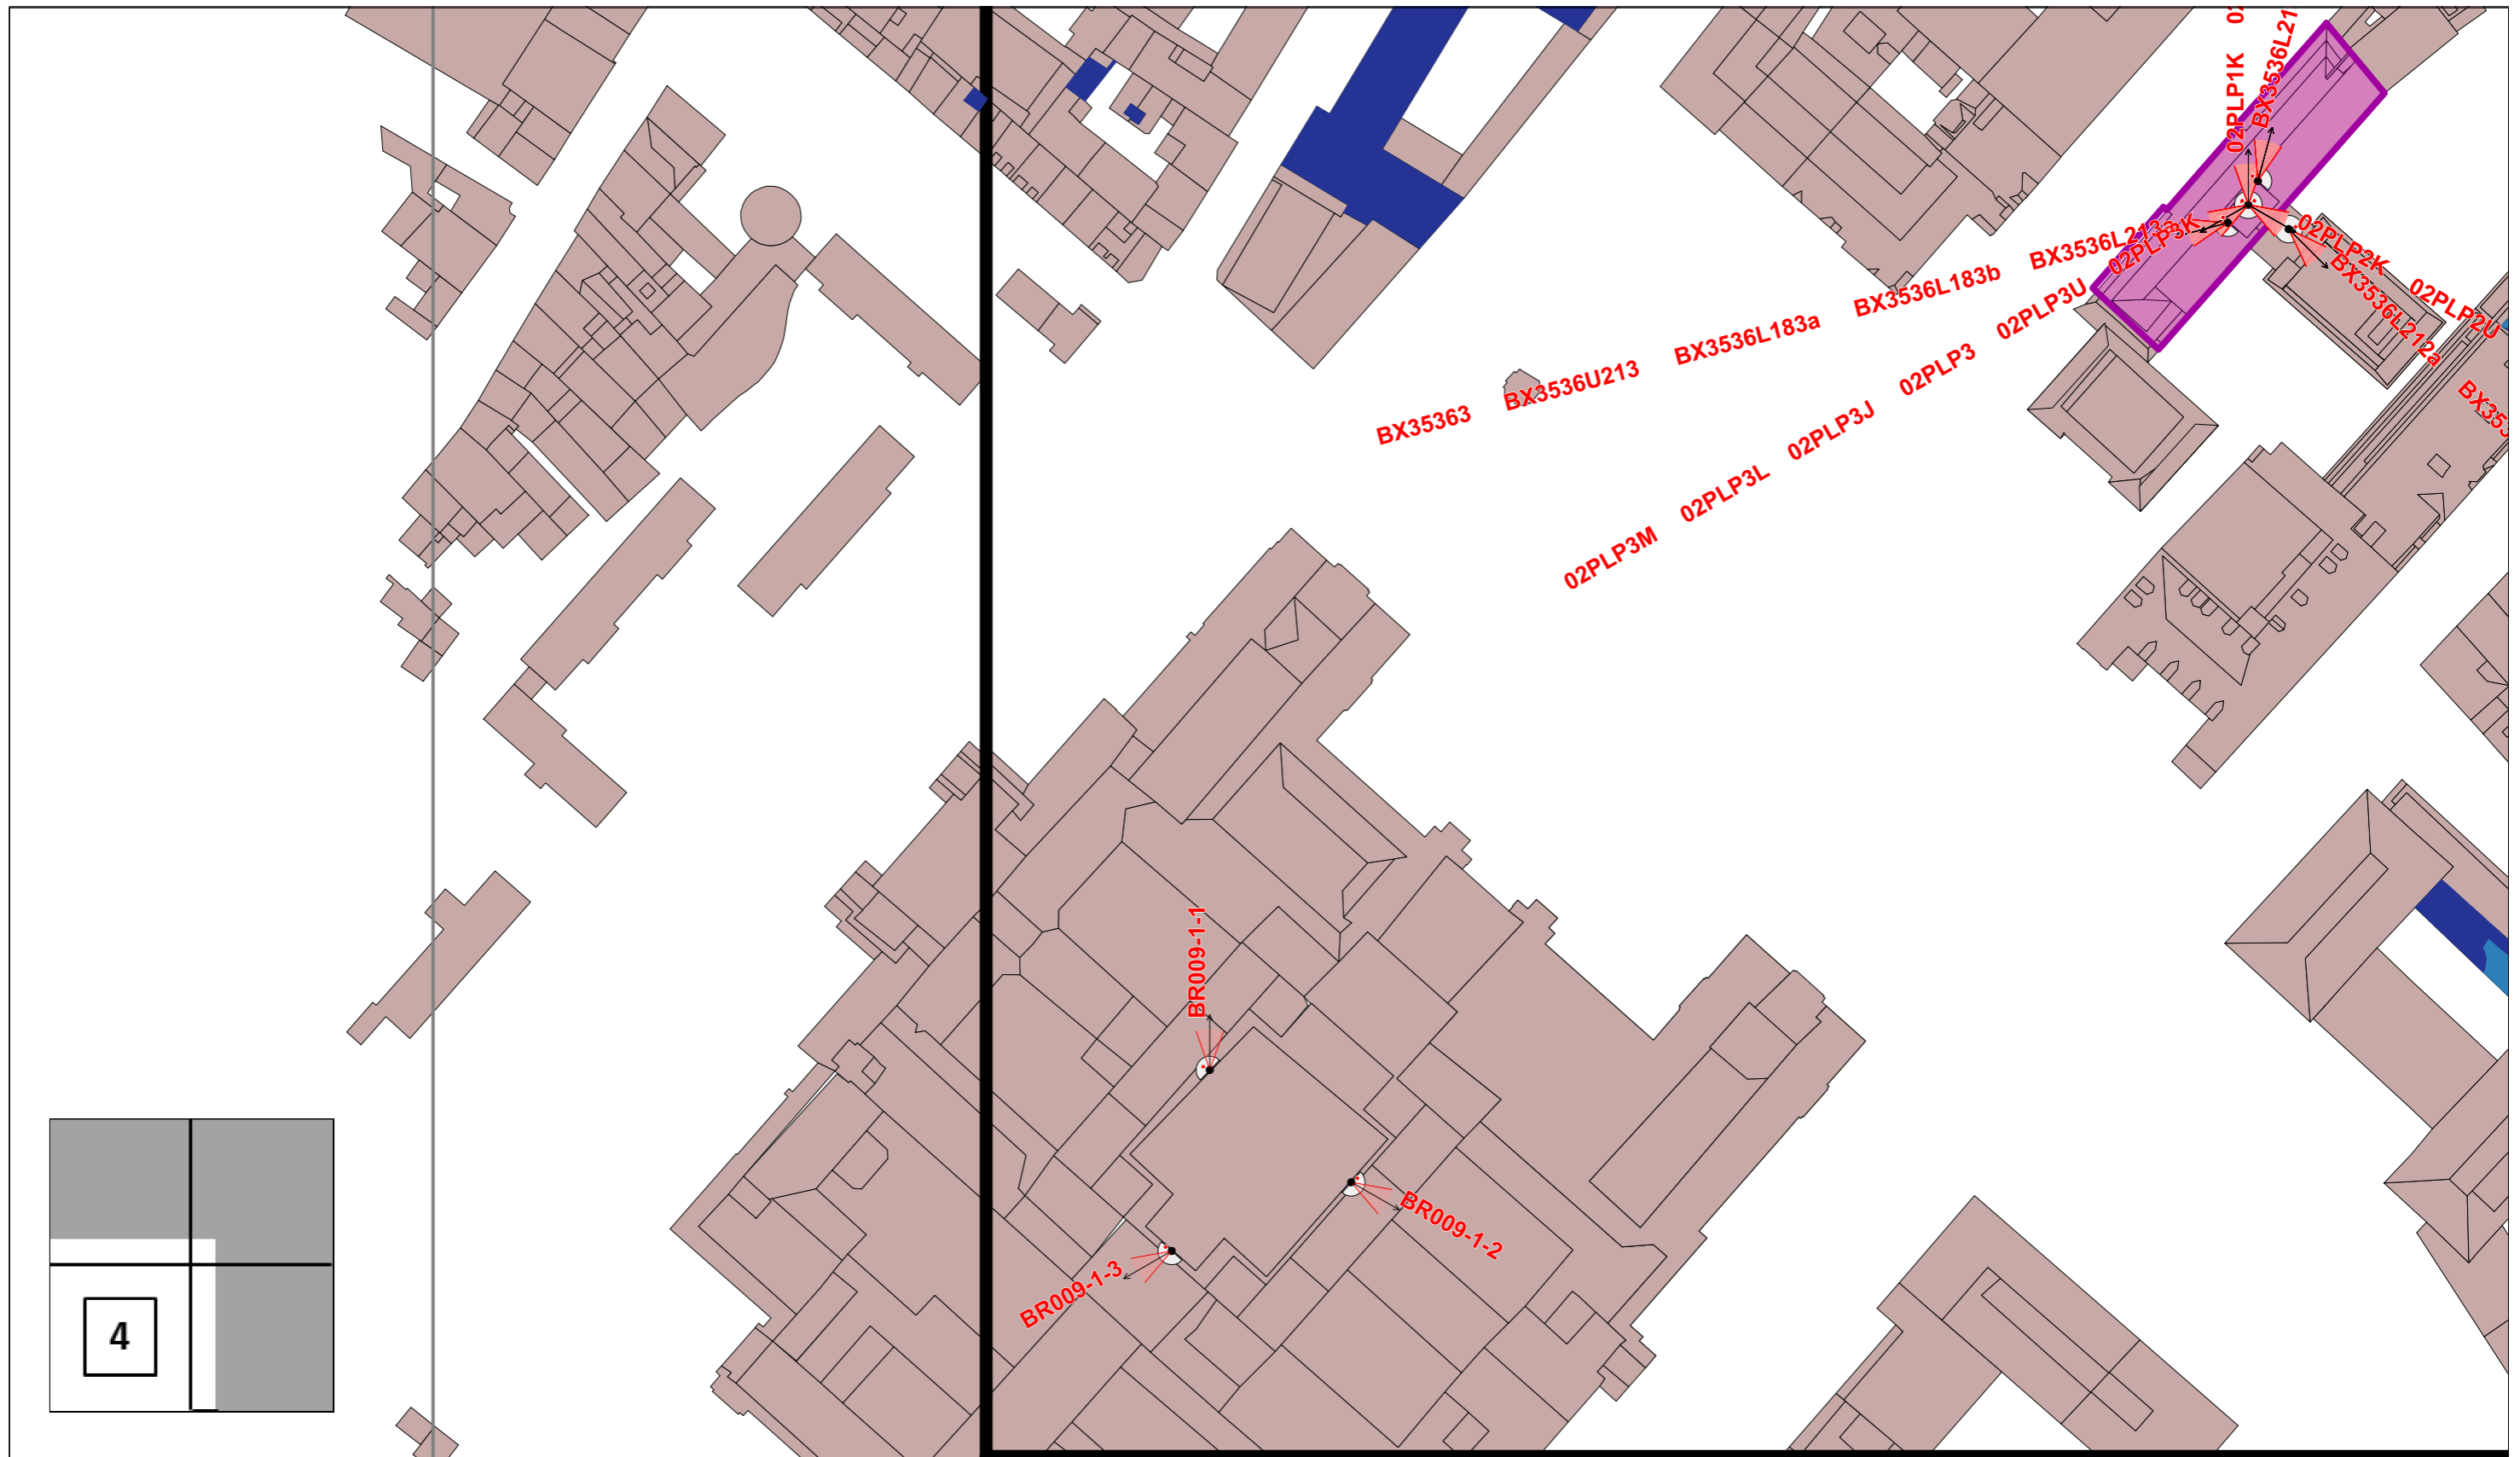 02PLP1K
BX3536L21
BX35363 BX3536U213 BX3536L183a BX3536L183b BX3536L213a
02PLP3M 02PLP3L 02PLP3J 02PLP3 02PLP3U 02PLP3K
02PLP2K 02PLP2U
BX3536L212a
BR009-1-1
BR009-1-2
BR009-1-3
4